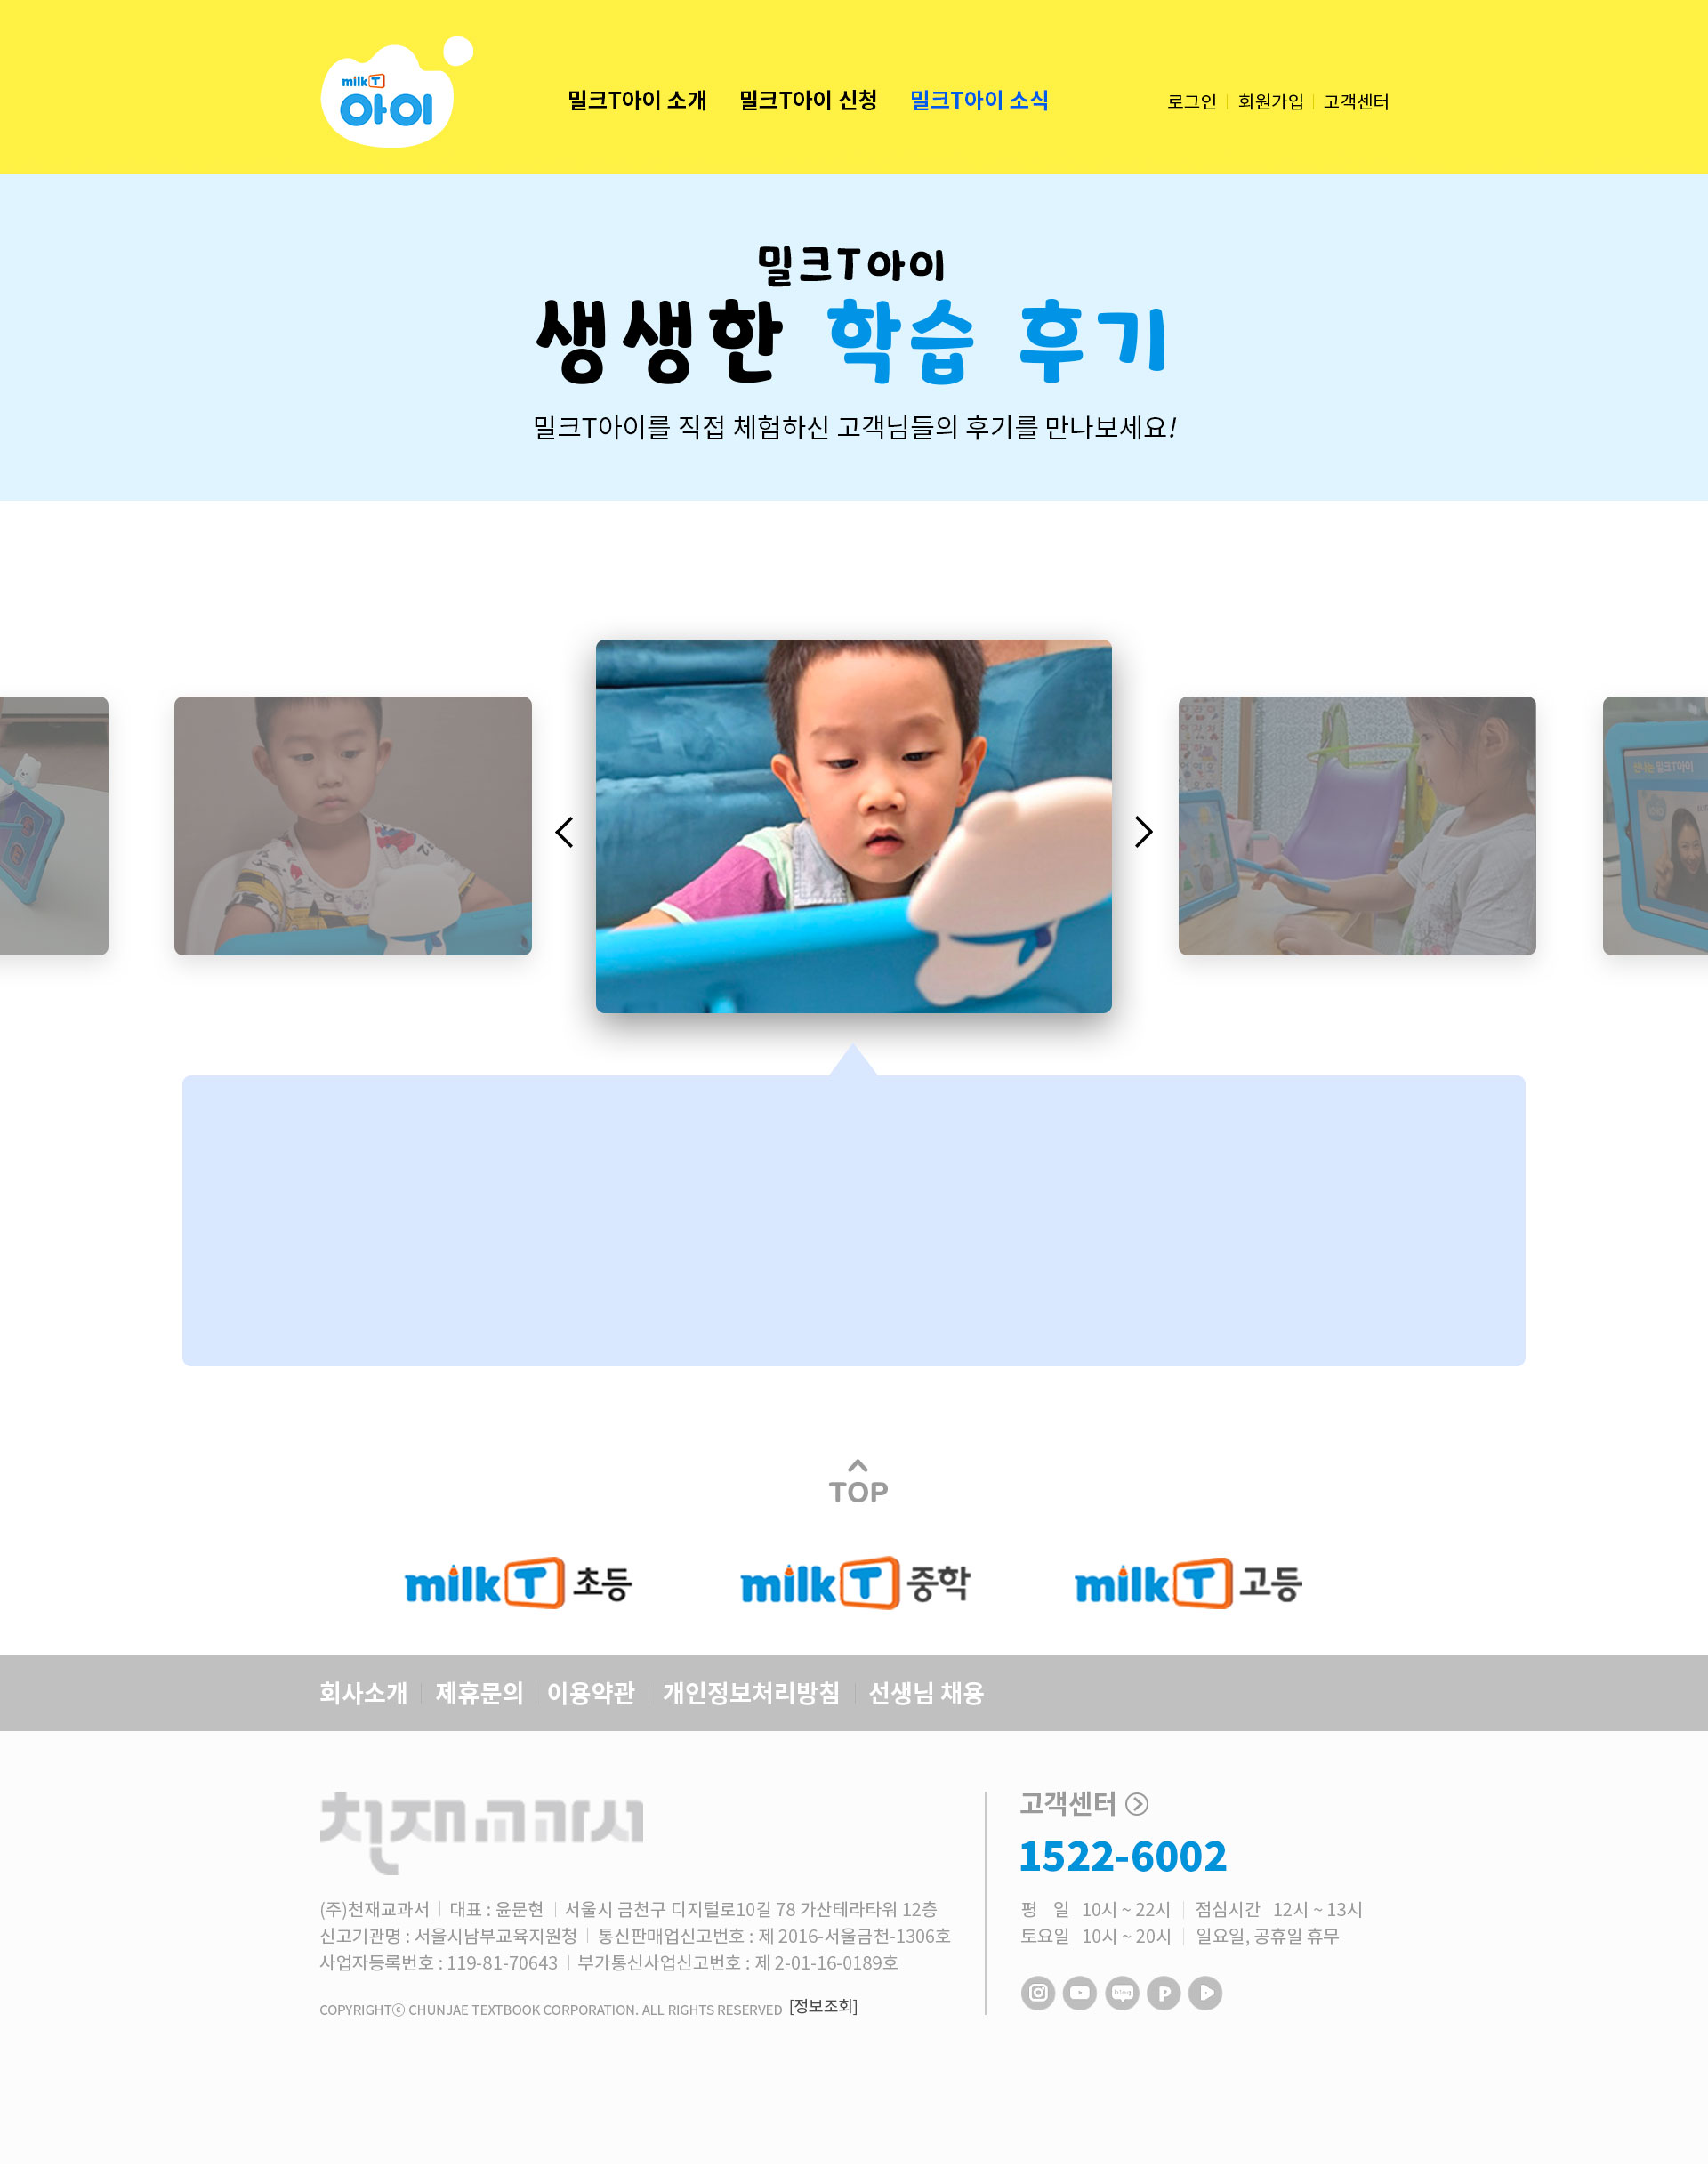 milkT
아이
밀크T아이 소개 밀크T아이 신청 밀크T아이 소식
로그인 회원가입 고객센터
밀크T아이
생생한 학습 후기
밀크T아이를 직접 체험하신 고객님들의 후기를 만나보세요!
밀크T아이
TOP
milkT 초등 milkT 중학 milkT 고등
회사소개 제휴문의 이용약관 개인정보처리방침 선생님 채용
천재교과서
(주)천재교과서 대표 : 윤문현 서울시 금천구 디지털로10길 78 가산테라타워 12층
신고기관명 : 서울시남부교육지원청 통신판매업신고번호 : 제 2016-서울금천-1306호
사업자등록번호 : 119-81-70643 부가통신사업신고번호 : 제 2-01-16-0189호
COPYRIGHTⓒ CHUNJAE TEXTBOOK CORPORATION. ALL RIGHTS RESERVED [정보조회]
고객센터
1522-6002
평 일 10시 ~ 22시 점심시간 12시 ~ 13시
토요일 10시 ~ 20시 일요일, 공휴일 휴무
blog
P